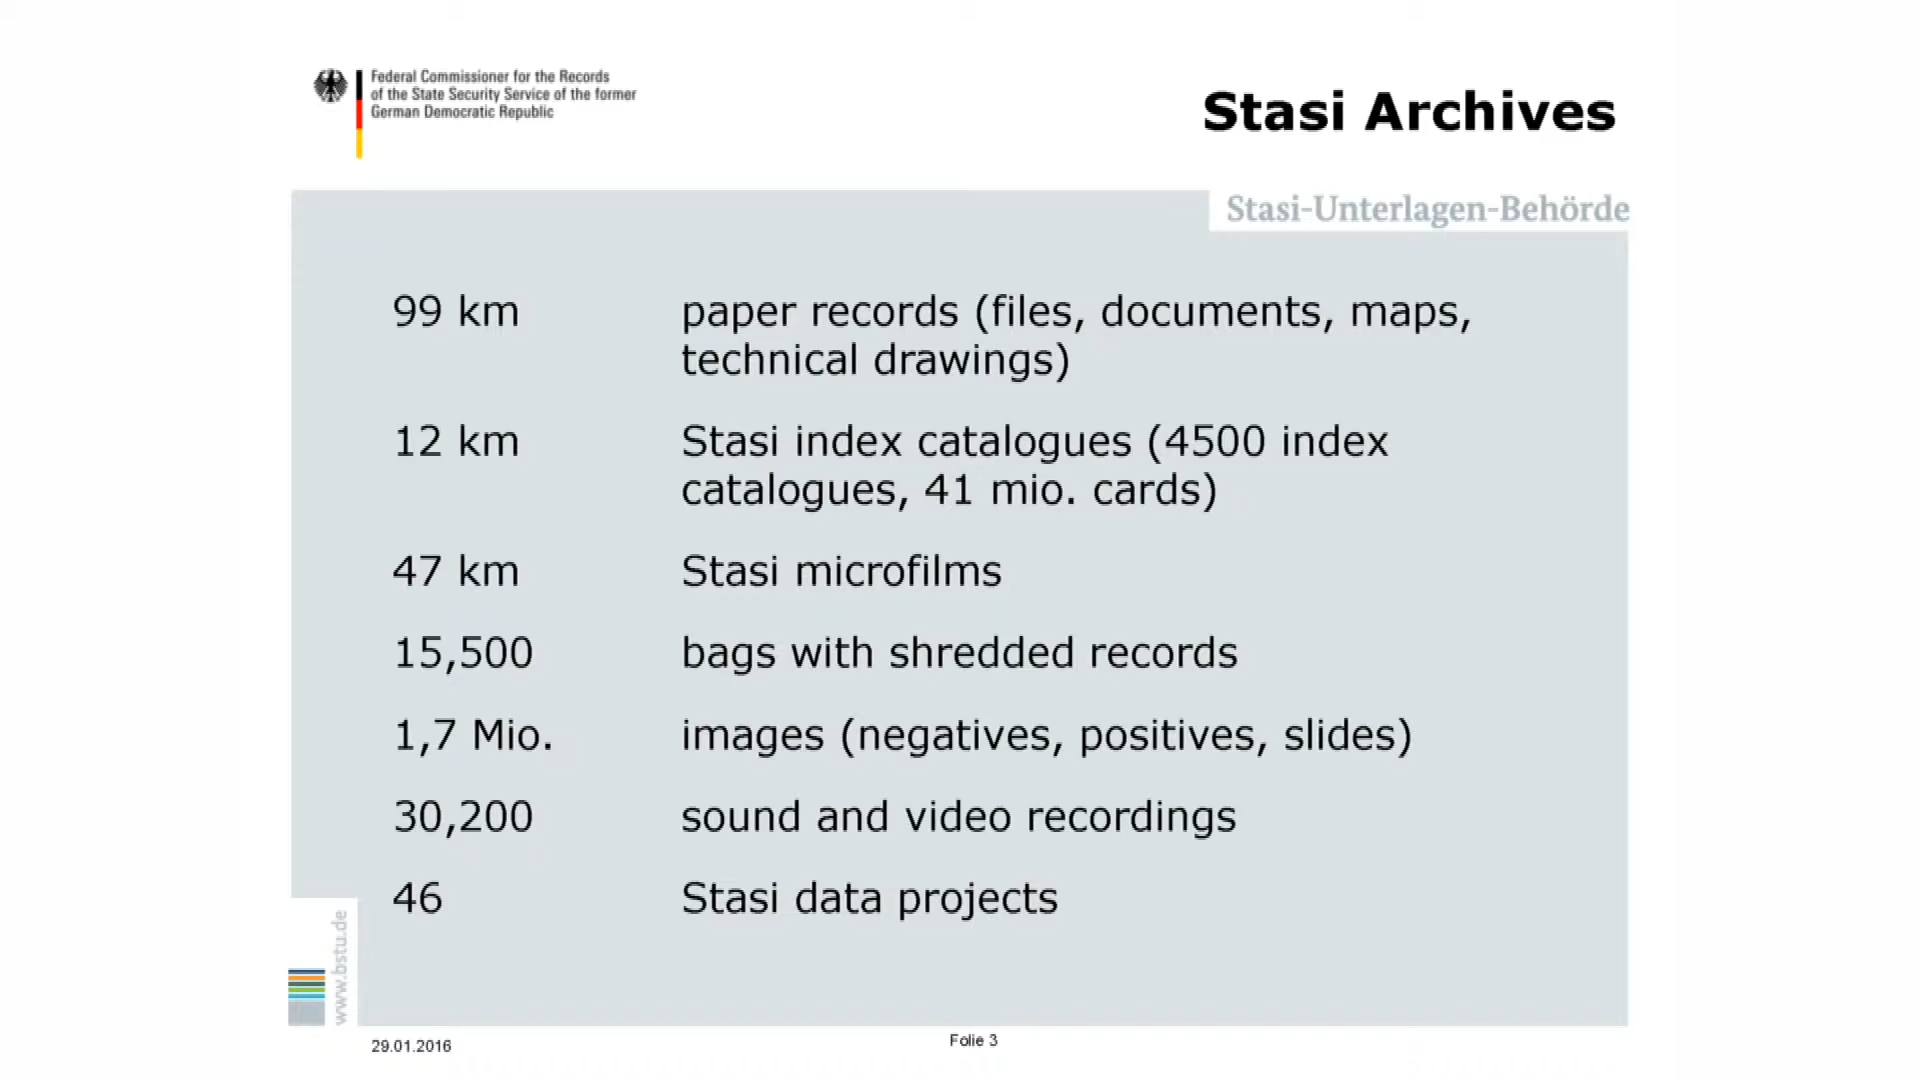 Federal Commissioner for the Records
of the State Security Service of the former
German Democratic Republic
Stasi Archives
Stasi-Unterlagen-Behörde
99 km paper records (files, documents, maps,
technical drawings)
12 km Stasi index catalogues (4500 index
catalogues, 41 mio. cards)
47 km Stasi microfilms
15,500 bags with shredded records
1,7 Mio. images (negatives, positives, slides)
30,200 sound and video recordings
46 Stasi data projects
www.bstu.de
29.01.2016
Folie 3